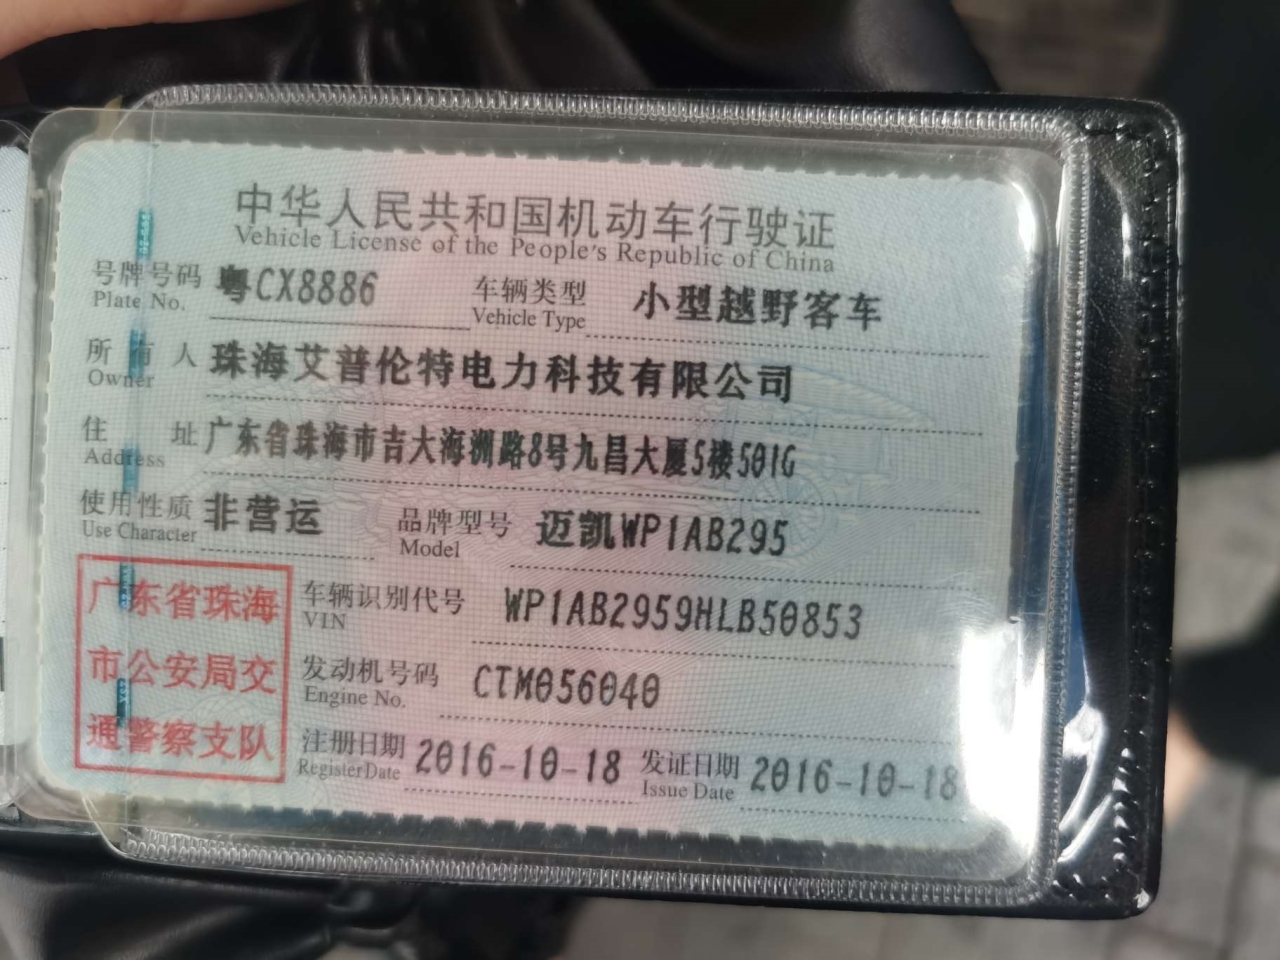 中华人民共和国机动车行驶证
Vehicle License of the People's Republic of China
号牌号码 粤CX8886 车辆类型 小型越野客车
Plate No. Vehicle Type
所有人 珠海艾普伦特电力科技有限公司
Owner
住址 广东省珠海市吉大海洲路8号九昌大厦5楼501G
Address
使用性质 非营运 品牌型号 迈凯WP1AB295
Use Character Model
车辆识别代号 WP1AB2959HLB50853
VIN
发动机号码 CTM056040
Engine No.
注册日期 2016-10-18 发证日期 2016-10-18
Register Date Issue Date
广东省珠海
市公安局交
通警察支队